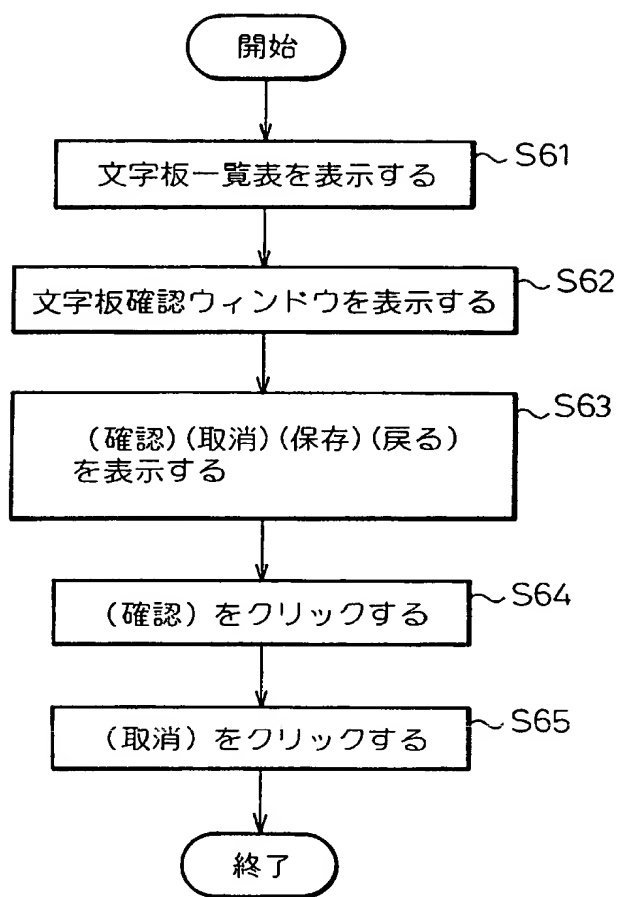 開始
文字板一覧表を表示する
S61
文字板確認ウィンドウを表示する
S62
(確認)(取消)(保存)(戻る)
を表示する
S63
(確認)をクリックする
S64
(取消)をクリックする
S65
終了